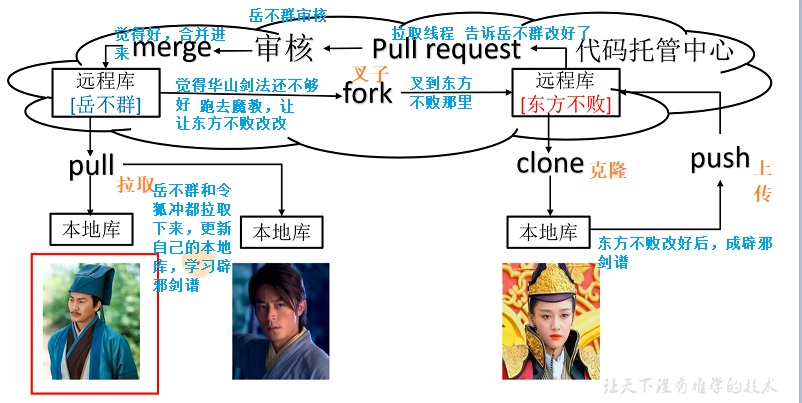 岳不群审核
觉得好，合并进
来
merge
审核
拉取线程 告诉岳不群改好了
Pull request
代码托管中心
远程库
[岳不群]
觉得华山剑法还不够
好 跑去魔教，让
让东方不败改改
叉子
fork
叉到东方
不败那里
远程库
[东方不败]
pull
拉取
clone
克隆
push
上
传
岳不群和令
狐冲都拉取
下来，更新
自己的本地
库，学习辟
邪剑谱
本地库
本地库
本地库
东方不败改好后，成辟邪
剑谱
让天下没有难学的技术